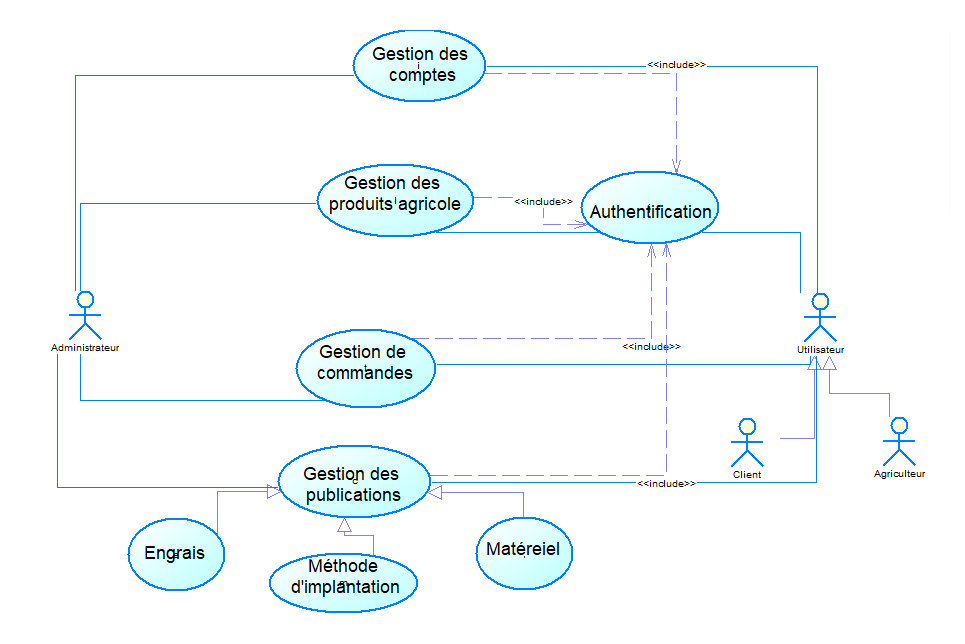 Gestion des
comptes
<<include>>
Gestion des
produits agricole
<<include>>
Authentification
Administrateur
Utilisateur
Gestion de
commandes
<<include>>
Client
Agriculteur
Gestion des
publications
<<include>>
Engrais
Méthode
d'implantation
Matéreiel